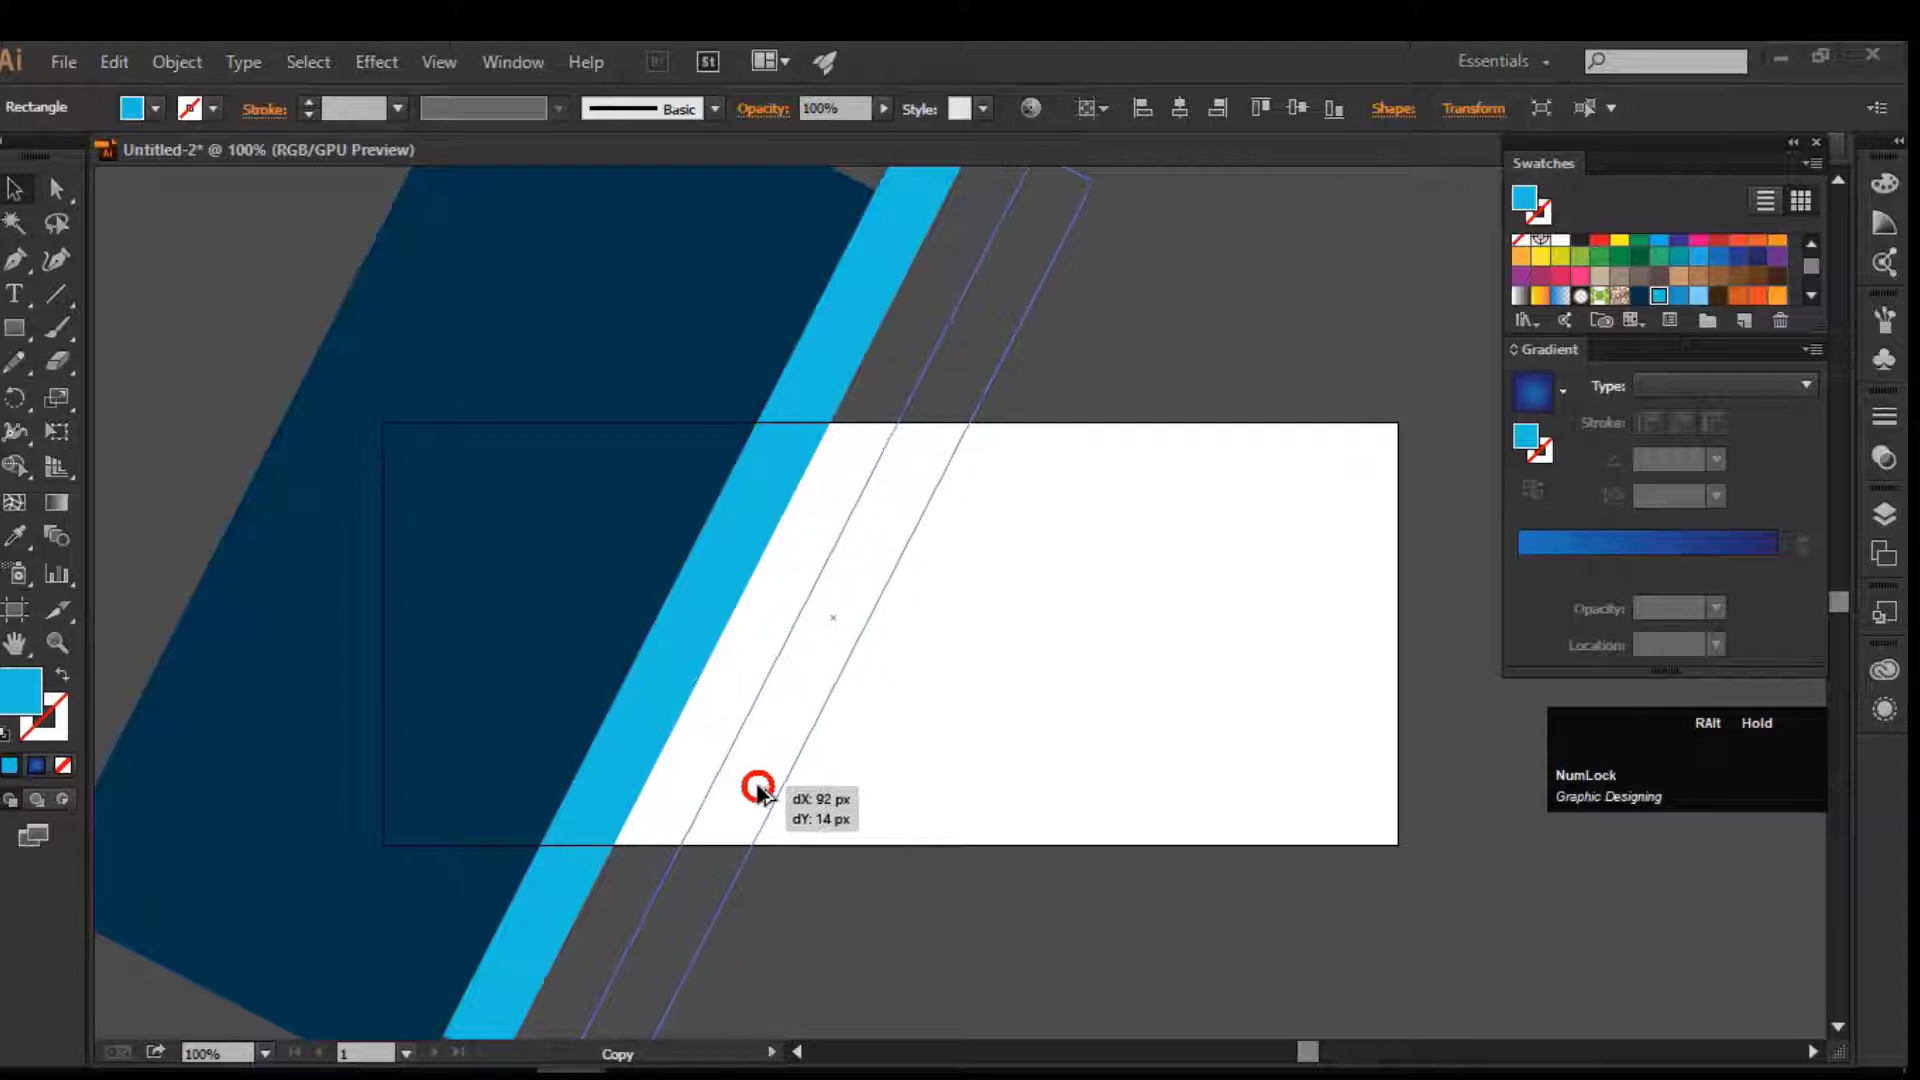 Ai File Edit Object Type Select Effect View Window Help St Essentials
Rectangle Stroke: Basic Opacity: 100% Style: Shape: Transform
Untitled-2* @ 100% (RGB/GPU Preview)
Swatches
Gradient
Type:
Stroke:
Opacity:
Location:
RAlt Hold
NumLock
Graphic Designing
dX: 92 px
dY: 14 px
100% 1 Copy